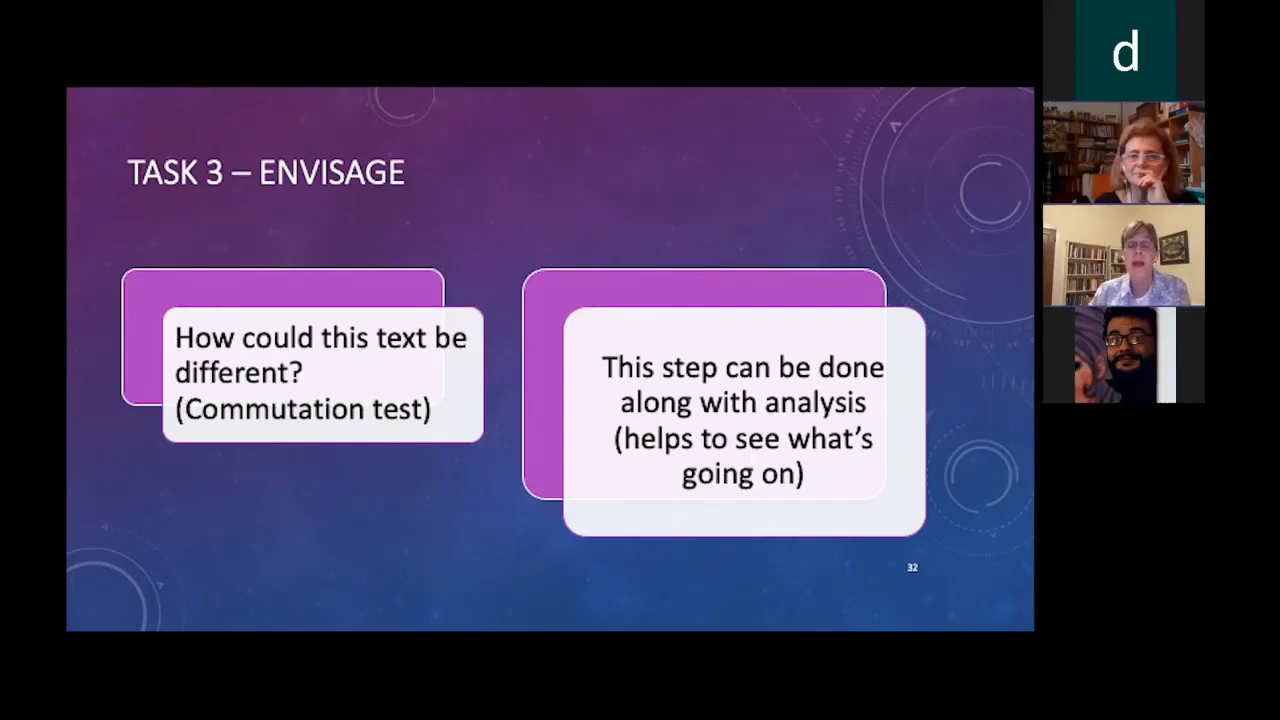 d
TASK 3 – ENVISAGE
How could this text be
different?
(Commutation test)
This step can be done
along with analysis
(helps to see what's
going on)
32